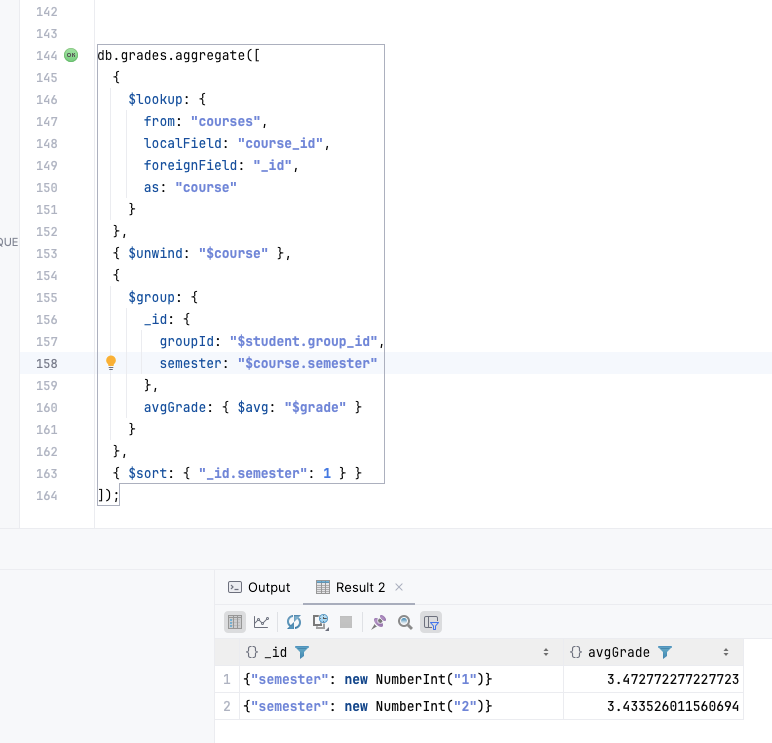 142
143
144 ON db.grades.aggregate([
145 {
146 $lookup: {
147 from: "courses",
148 localField: "course_id",
149 foreignField: "_id",
150 as: "course"
151 }
152 },
QUE
153 { $unwind: "$course" },
154 {
155 $group: {
156 _id: {
157 groupId: "$student.group_id",
158 semester: "$course.semester"
159 },
160 avgGrade: { $avg: "$grade" }
161 }
162 },
163 { $sort: { "_id.semester": 1 } }
164 ]);
Output Result 2 ×
{} _id {} avgGrade
1 {"semester": new NumberInt("1")} 3.472772277227723
2 {"semester": new NumberInt("2")} 3.433526011560694